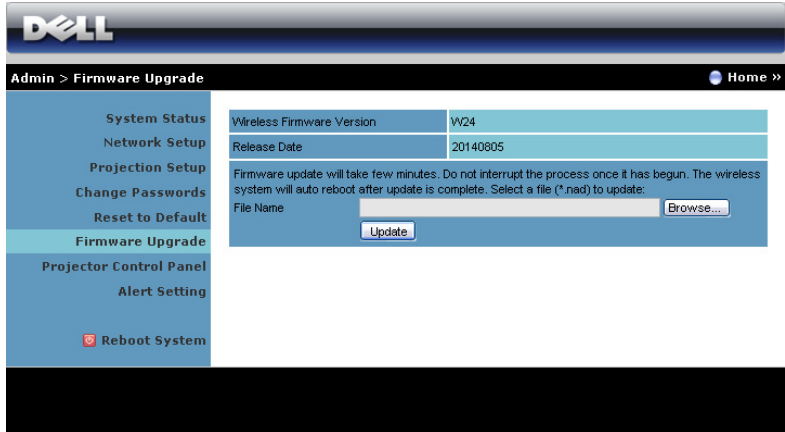 DELL
Admin > Firmware Upgrade
Home »
System Status
Network Setup
Projection Setup
Change Passwords
Reset to Default
Firmware Upgrade
Projector Control Panel
Alert Setting
Reboot System
Wireless Firmware Version W24
Release Date 20140805
Firmware update will take few minutes. Do not interrupt the process once it has begun. The wireless
system will auto reboot after update is complete. Select a file (*.nad) to update:
File Name Browse...
Update